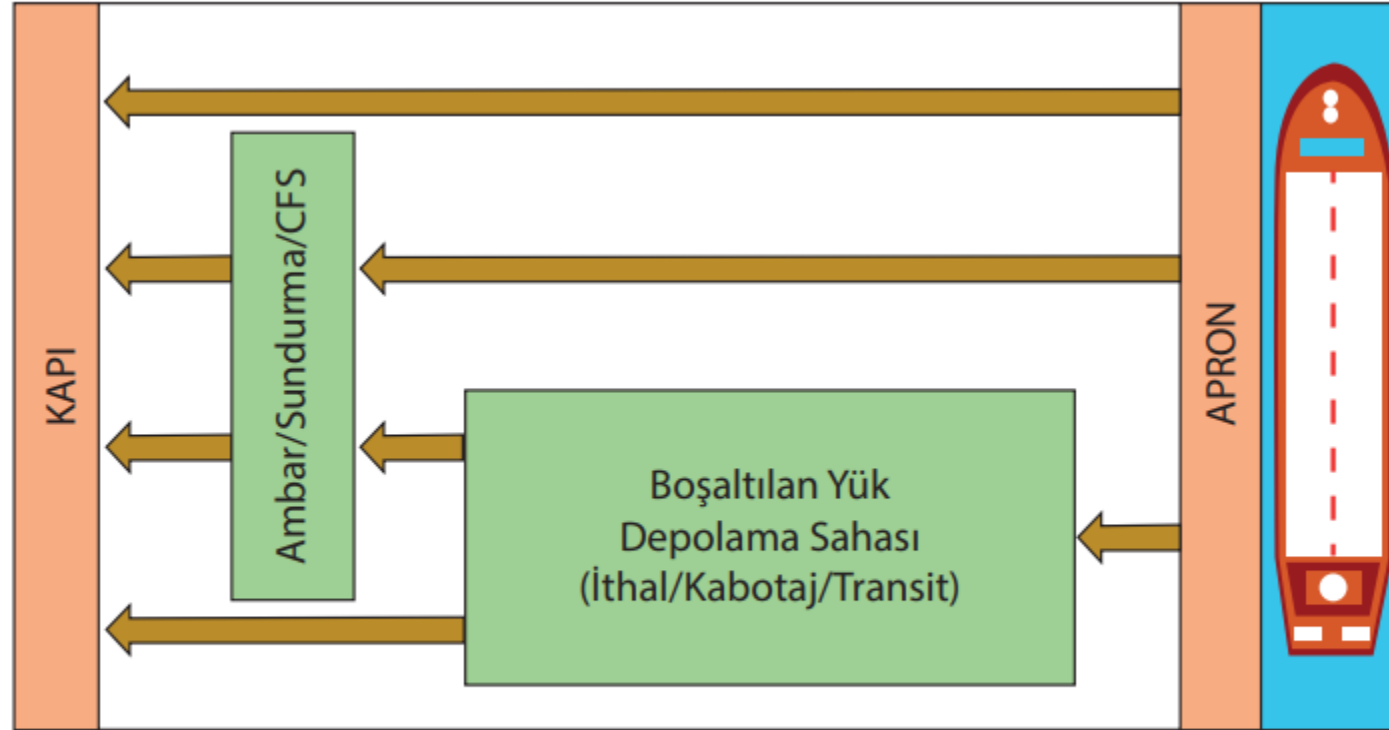 KAPI
Ambar/Sundurma/CFS
Boşaltılan Yük
Depolama Sahası
(İthal/Kabotaj/Transit)
APRON